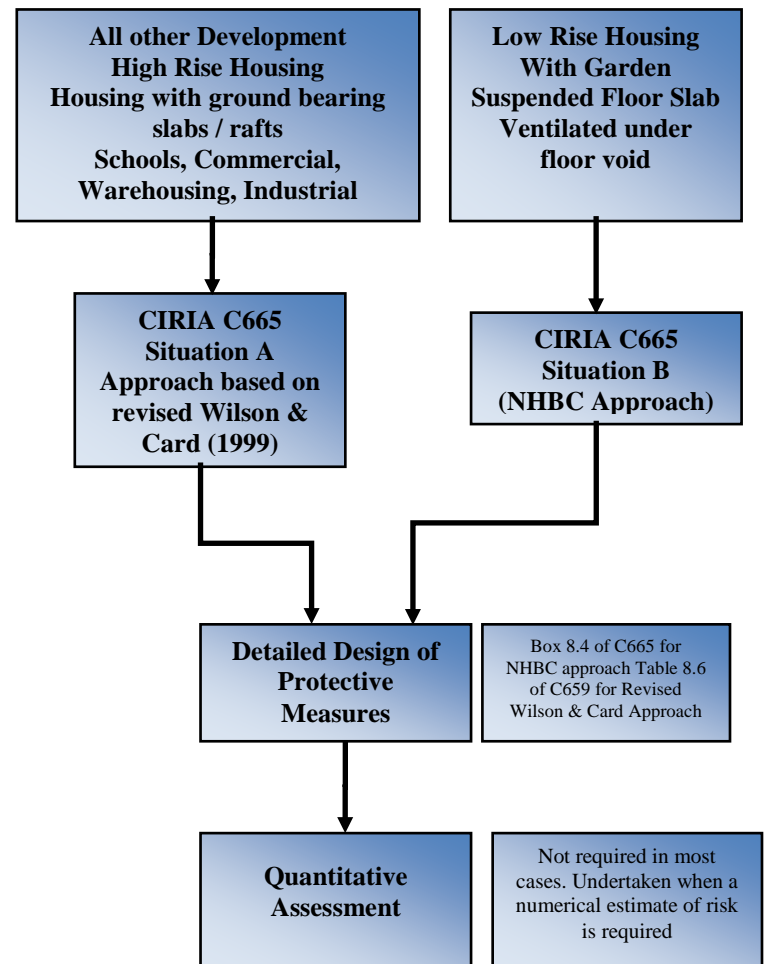 All other Development
High Rise Housing
Housing with ground bearing
slabs / rafts
Schools, Commercial,
Warehousing, Industrial
Low Rise Housing
With Garden
Suspended Floor Slab
Ventilated under
floor void
CIRIA C665
Situation A
Approach based on
revised Wilson &
Card (1999)
CIRIA C665
Situation B
(NHBC Approach)
Detailed Design of
Protective
Measures
Box 8.4 of C665 for
NHBC approach Table 8.6
of C659 for Revised
Wilson & Card Approach
Quantitative
Assessment
Not required in most
cases. Undertaken when a
numerical estimate of risk
is required